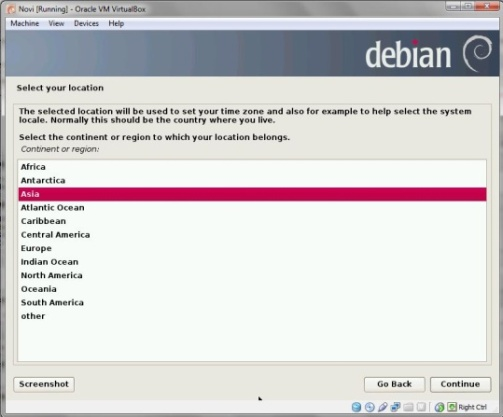 Novi [Running] - Oracle VM VirtualBox
Machine View Devices Help
debian
Select your location
The selected location will be used to set your time zone and also for example to help select the system
locale. Normally this should be the country where you live.
Select the continent or region to which your location belongs.
Continent or region:
Africa
Antarctica
Asia
Atlantic Ocean
Caribbean
Central America
Europe
Indian Ocean
North America
Oceania
South America
other
Screenshot
Go Back Continue
Right Ctrl